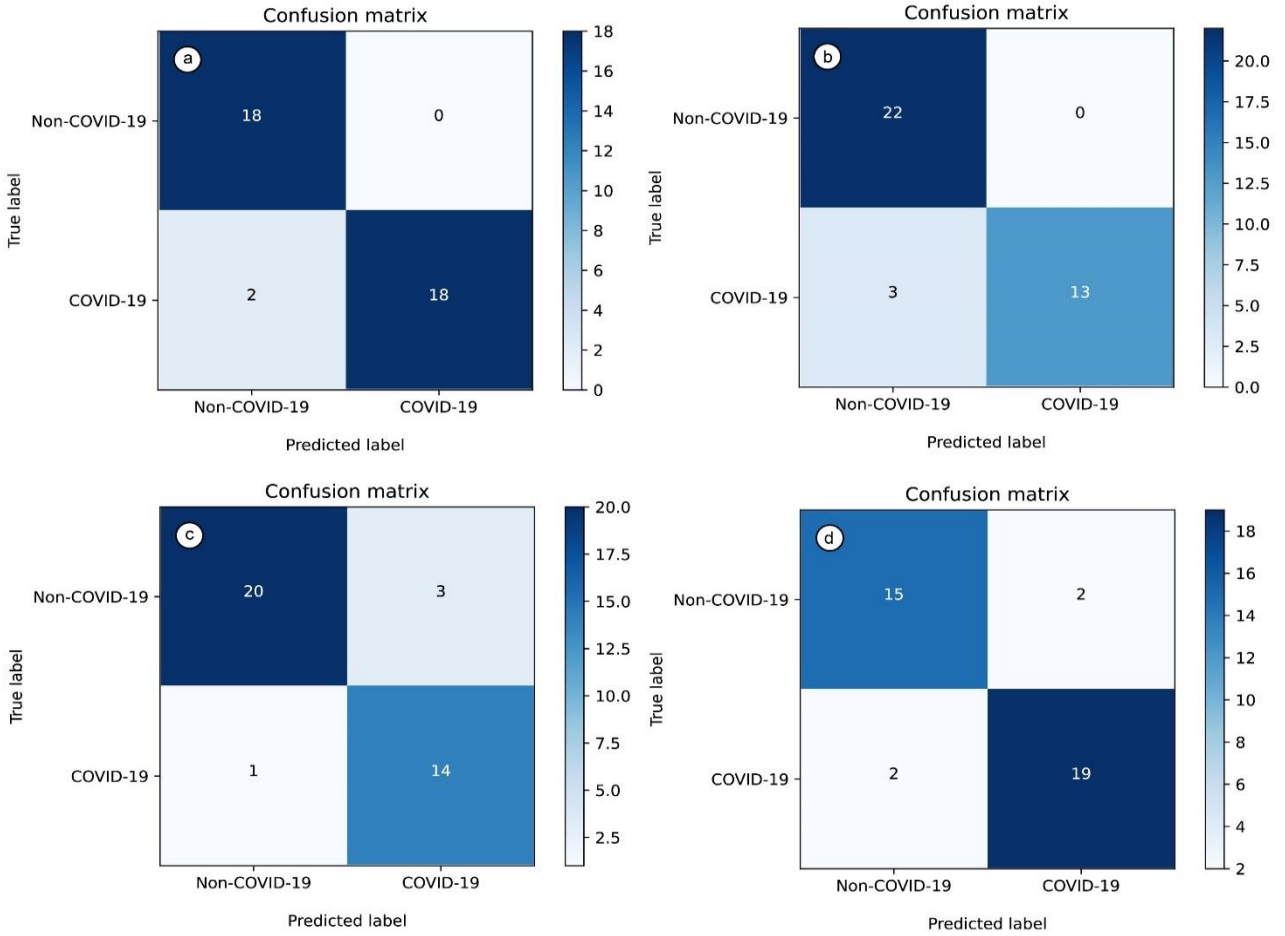 Confusion matrix
a
18
0
2
18
Non-COVID-19
COVID-19
True label
Non-COVID-19
COVID-19
Predicted label
18
16
14
12
10
8
6
4
2
0
Confusion matrix
b
22
0
3
13
Non-COVID-19
COVID-19
True label
Non-COVID-19
COVID-19
Predicted label
20.0
17.5
15.0
12.5
10.0
7.5
5.0
2.5
0.0
Confusion matrix
c
20
3
1
14
Non-COVID-19
COVID-19
True label
Non-COVID-19
COVID-19
Predicted label
20.0
17.5
15.0
12.5
10.0
7.5
5.0
2.5
Confusion matrix
d
15
2
2
19
Non-COVID-19
COVID-19
True label
Non-COVID-19
COVID-19
Predicted label
18
16
14
12
10
8
6
4
2